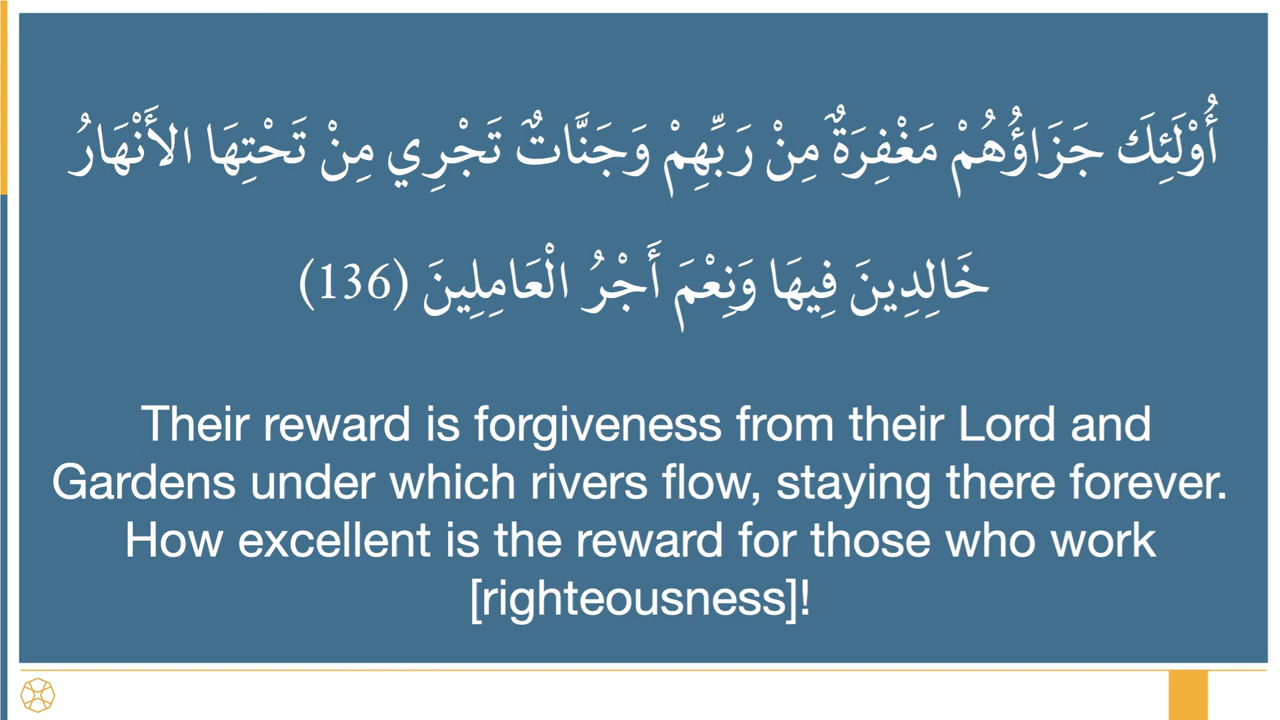 أُوْلَئِكَ جَزَاؤُهُمْ مَغْفِرَةٌ مِنْ رَبِّهِمْ وَجَنَّاتٌ تَجْرِي مِنْ تَحْتِهَا الأَنْهَارُ
خَالِدِينَ فِيهَا وَنِعْمَ أَجْرُ الْعَامِلِينَ (136)
Their reward is forgiveness from their Lord and
Gardens under which rivers flow, staying there forever.
How excellent is the reward for those who work
[righteousness]!